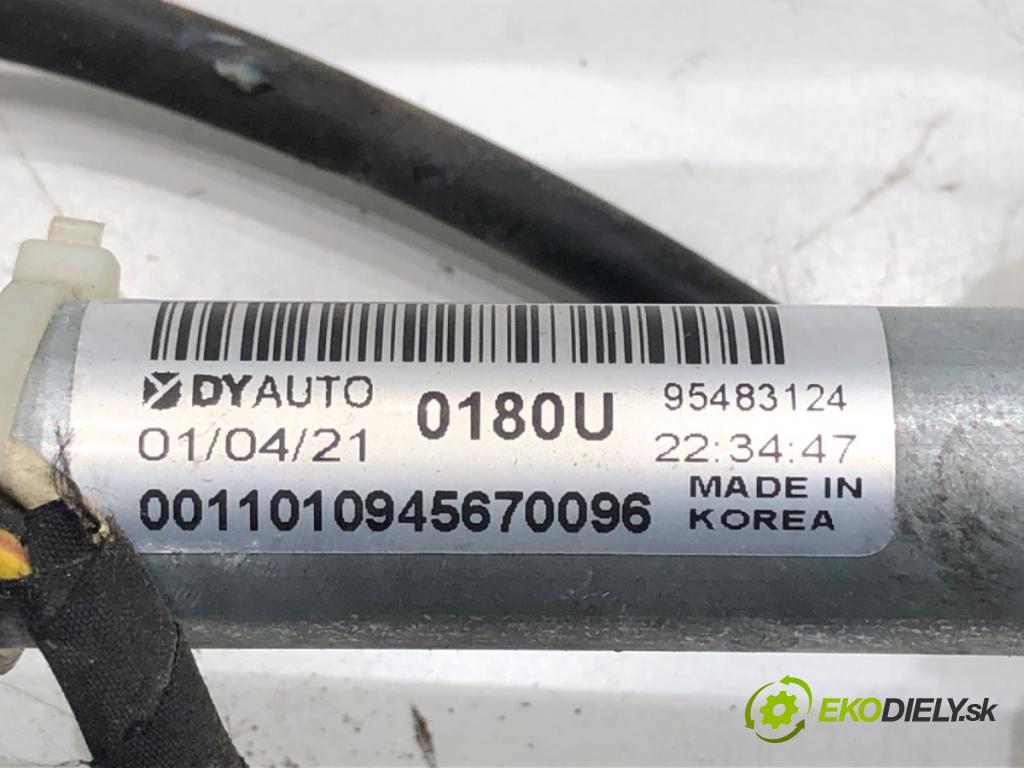 DYAUTO 0180U 95483124
01/04/21 22:34:47
0011010945670096 MADE IN
KOREA
EKODIELY.sk